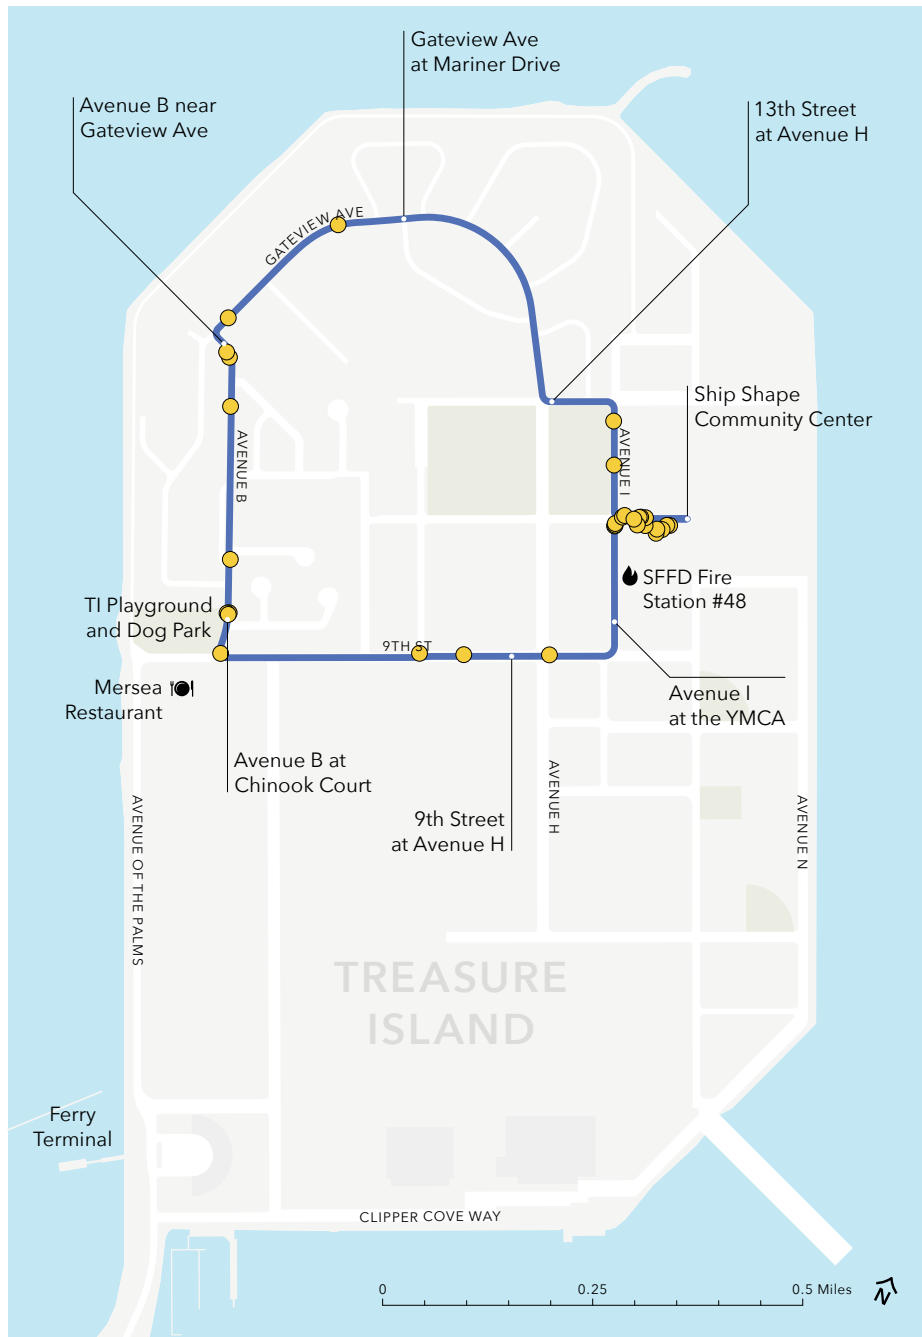 Gateview Ave
at Mariner Drive
Avenue B near
Gateview Ave
13th Street
at Avenue H
GATEVIEW AVE
Ship Shape
Community Center
AVENUE B
AVENUE I
SFFD Fire
Station #48
TI Playground
and Dog Park
9TH ST
Mersea
Restaurant
Avenue I
at the YMCA
Avenue B at
Chinook Court
9th Street
at Avenue H
AVENUE H
AVENUE OF THE PALMS
AVENUE N
TREASURE
ISLAND
Ferry
Terminal
CLIPPER COVE WAY
0 0.25 0.5 Miles
N